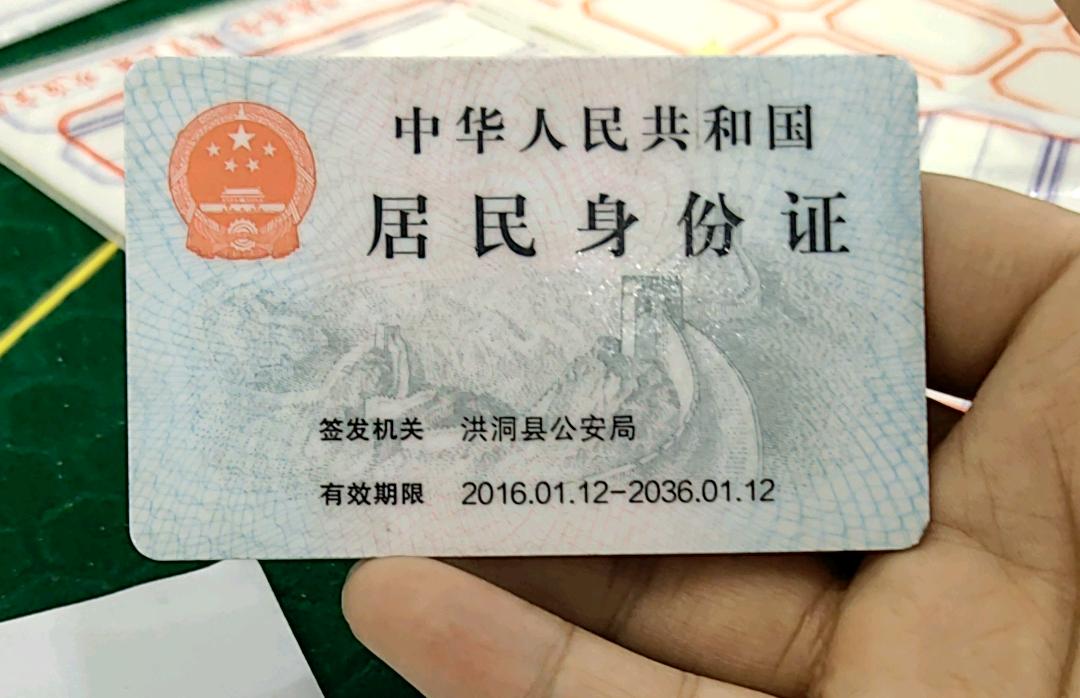 中华人民共和国
居民身份证
签发机关 洪洞县公安局
有效期限 2016.01.12-2036.01.12